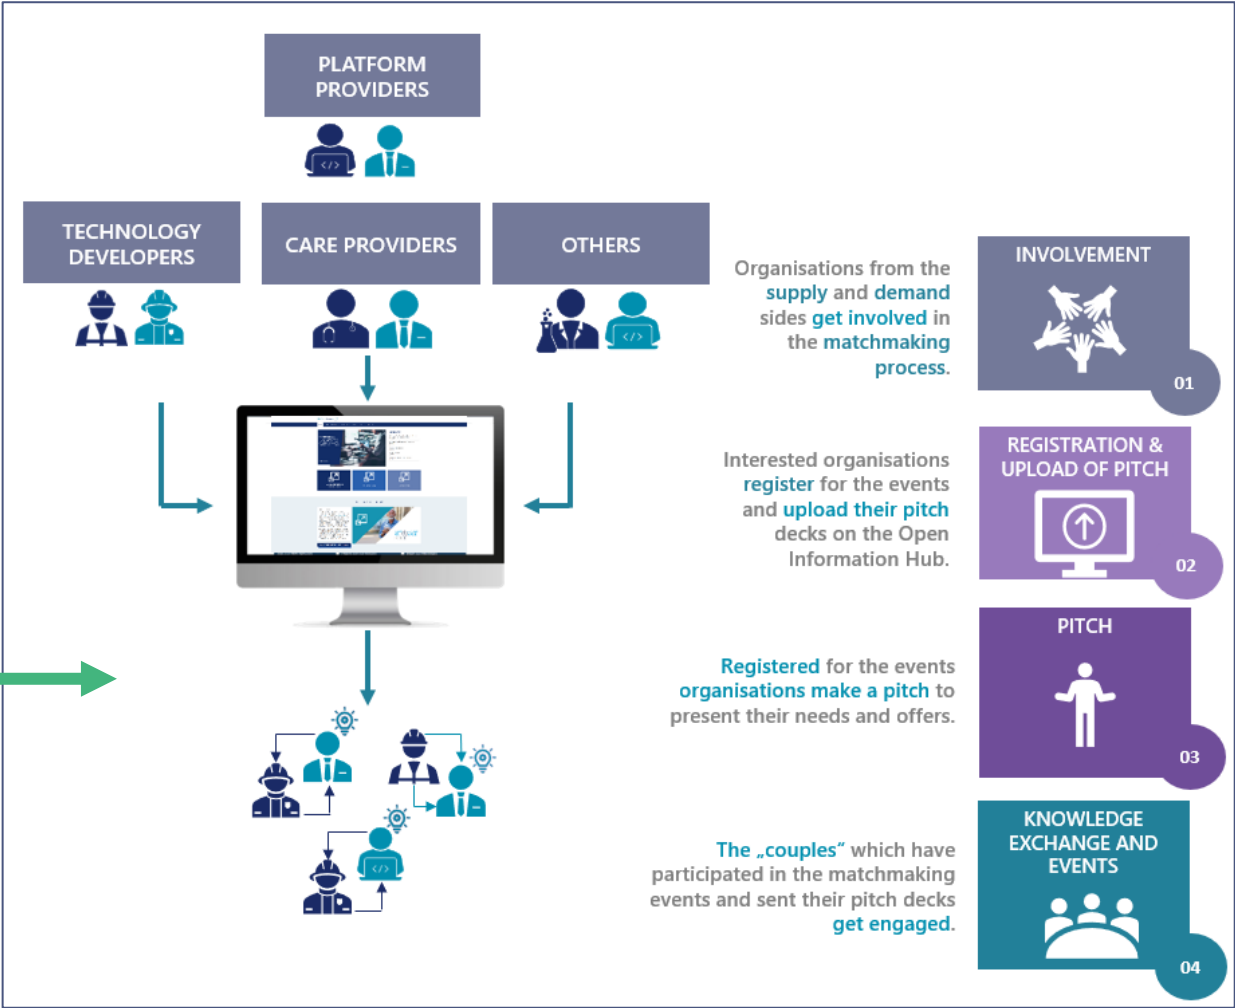 PLATFORM
PROVIDERS
</>
TECHNOLOGY
DEVELOPERS
CARE PROVIDERS
OTHERS
</>
Organisations from the
supply and demand
sides get involved in
the matchmaking
process.
INVOLVEMENT
01
Interested organisations
register for the events
and upload their pitch
decks on the Open
Information Hub.
REGISTRATION &
UPLOAD OF PITCH
02
Registered for the events
organisations make a pitch to
present their needs and offers.
PITCH
03
</>
The „couples“ which have
participated in the matchmaking
events and sent their pitch decks
get engaged.
KNOWLEDGE
EXCHANGE AND
EVENTS
04